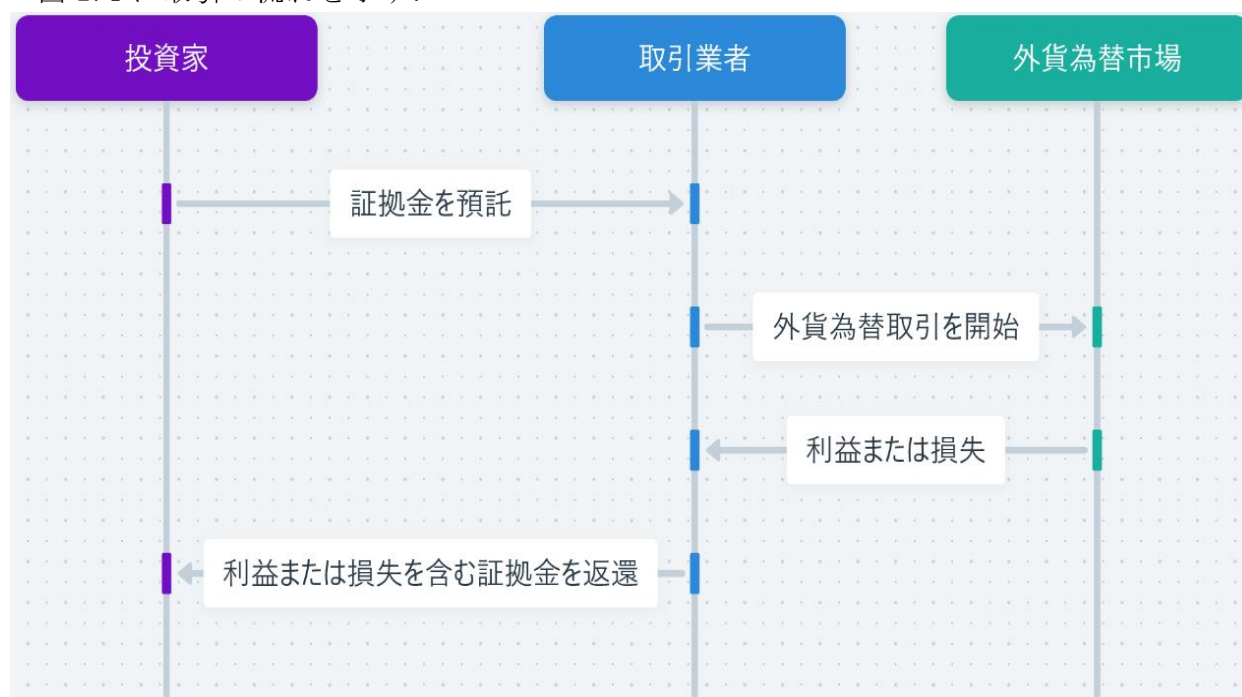 投資家
取引業者
外貨為替市場
証拠金を預託
外貨為替取引を開始
利益または損失
利益または損失を含む証拠金を返還